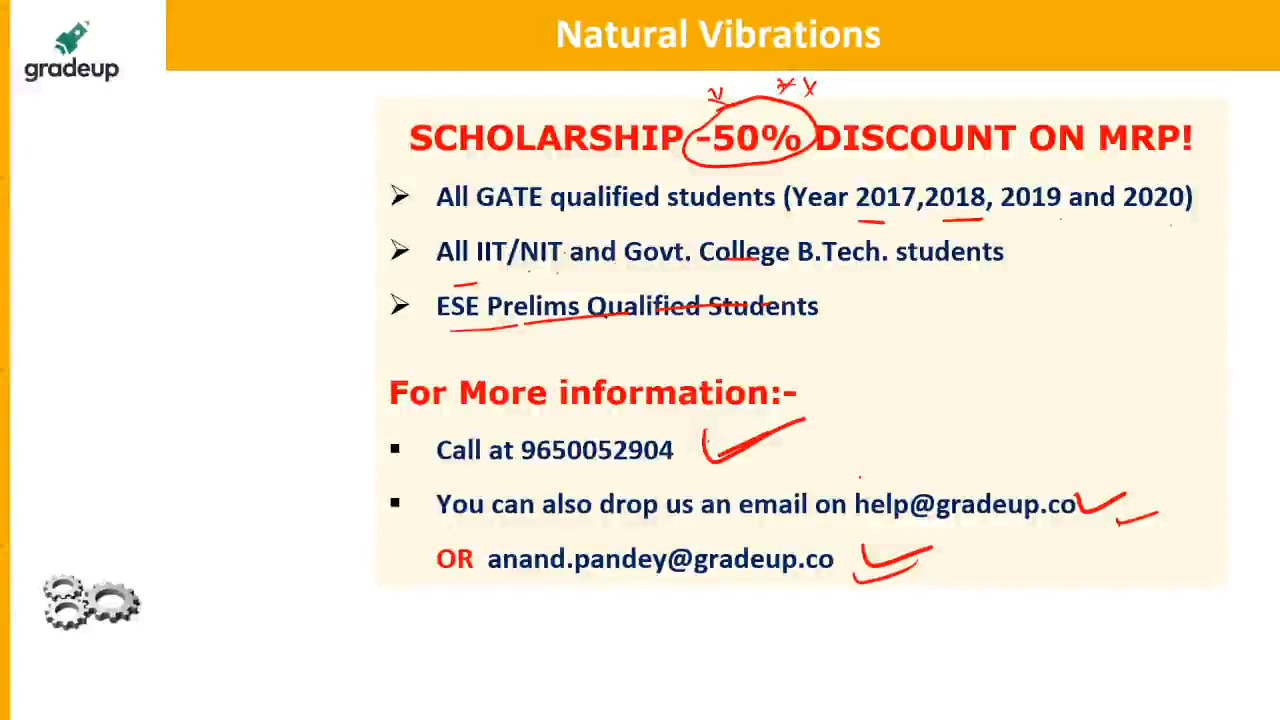 Natural Vibrations
gradeup
SCHOLARSHIP -50% DISCOUNT ON MRP!
All GATE qualified students (Year 2017,2018, 2019 and 2020)
All IIT/NIT and Govt. College B.Tech. students
ESE Prelims Qualified Students
For More information:-
Call at 9650052904
You can also drop us an email on help@gradeup.co
OR anand.pandey@gradeup.co